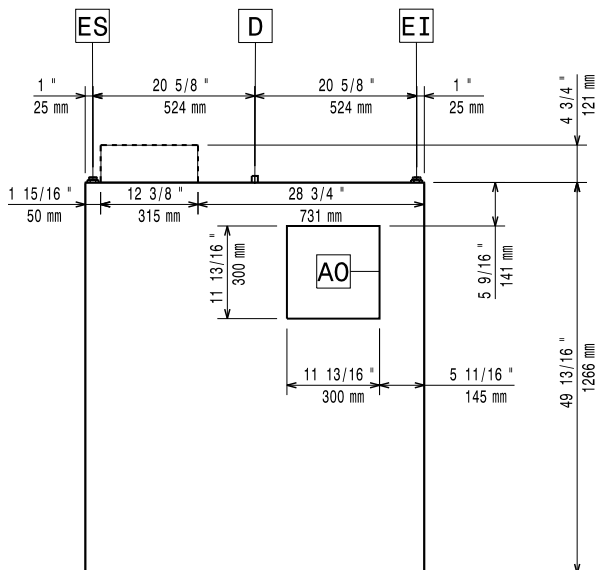 ES
D
EI
1 "
25 mm
20 5/8 "
524 mm
20 5/8 "
524 mm
1 "
25 mm
4 3/4 "
121 mm
1 15/16 "
50 mm
12 3/8 "
315 mm
28 3/4 "
731 mm
11 13/16 "
300 mm
AO
5 9/16 "
141 mm
11 13/16 "
300 mm
5 11/16 "
145 mm
49 13/16 "
1266 mm